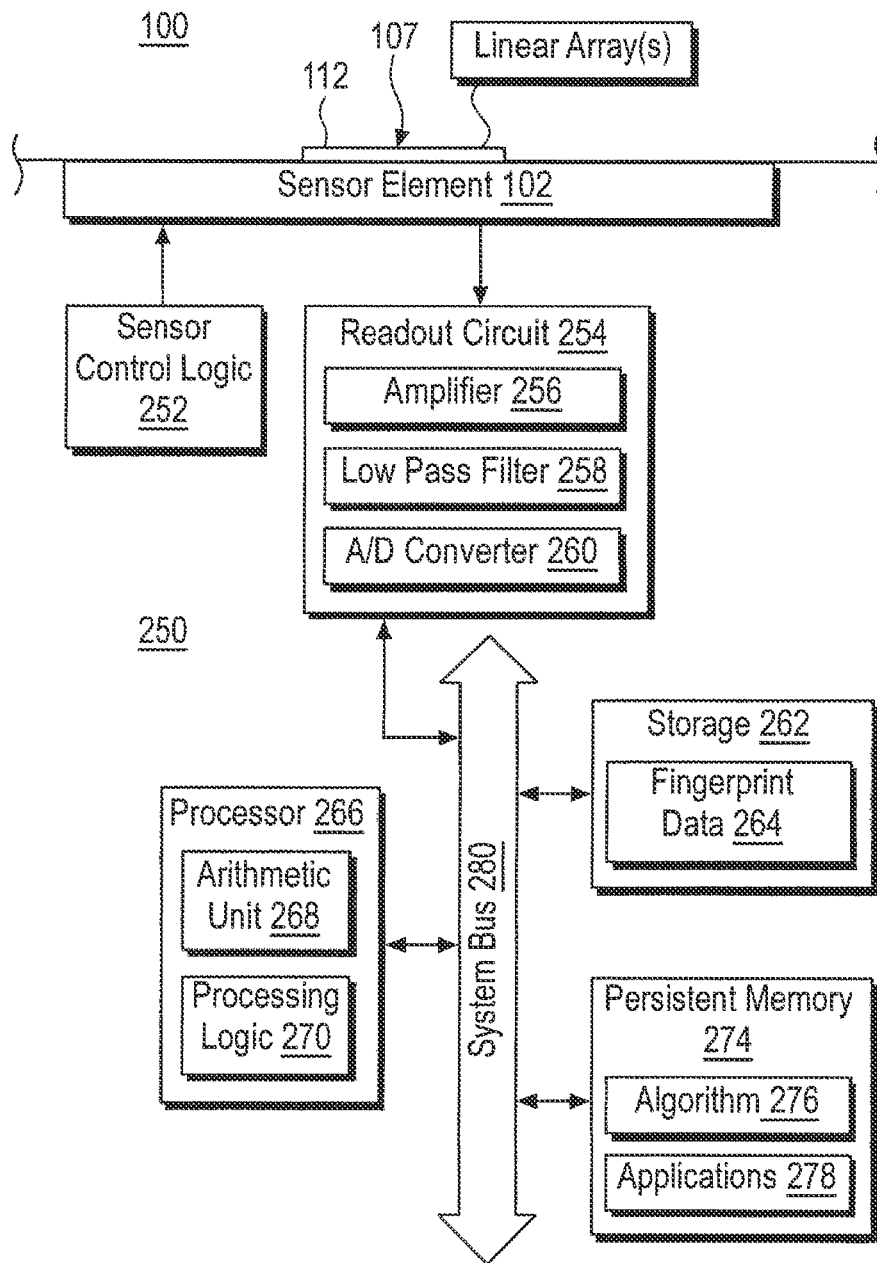 100
107
Linear Array(s)
112
Sensor Element 102
Sensor
Control Logic
252
Readout Circuit 254
Amplifier 256
Low Pass Filter 258
A/D Converter 260
250
Storage 262
Fingerprint
Data 264
Processor 266
Arithmetic
Unit 268
Processing
Logic 270
System Bus 280
Persistent Memory
274
Algorithm 276
Applications 278